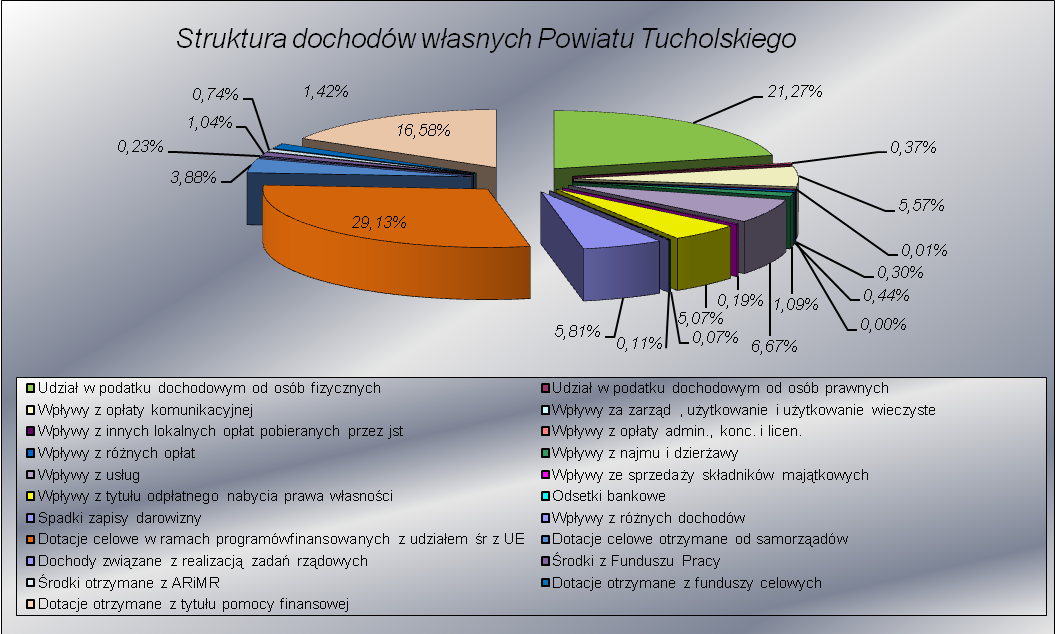 Struktura dochodów własnych Powiatu Tucholskiego
0,74%
1,42%
21,27%
1,04%
16,58%
0,23%
0,37%
3,88%
5,57%
29,13%
0,01%
0,30%
0,44%
0,19%
1,09%
0,00%
5,81%
5,07%
0,11%
0,07%
6,67%
Udział w podatku dochodowym od osób fizycznych
Udział w podatku dochodowym od osób prawnych
Wpływy z opłaty komunikacyjnej
Wpływy za zarząd , użytkowanie i użytkowanie wieczyste
Wpływy z innych lokalnych opłat pobieranych przez jst
Wpływy z opłaty admin., konc. i licen.
Wpływy z różnych opłat
Wpływy z najmu i dzierżawy
Wpływy z usług
Wpływy ze sprzedaży składników majątkowych
Wpływy z tytułu odpłatnego nabycia prawa własności
Odsetki bankowe
Spadki zapisy darowizny
Wpływy z różnych dochodów
Dotacje celowe w ramach programówfinansowanych z udziałem śr z UE
Dotacje celowe otrzymane od samorządów
Dochody związane z realizacją zadań rządowych
Środki z Funduszu Pracy
Środki otrzymane z ARiMR
Dotacje otrzymane z funduszy celowych
Dotacje otrzymane z tytułu pomocy finansowej